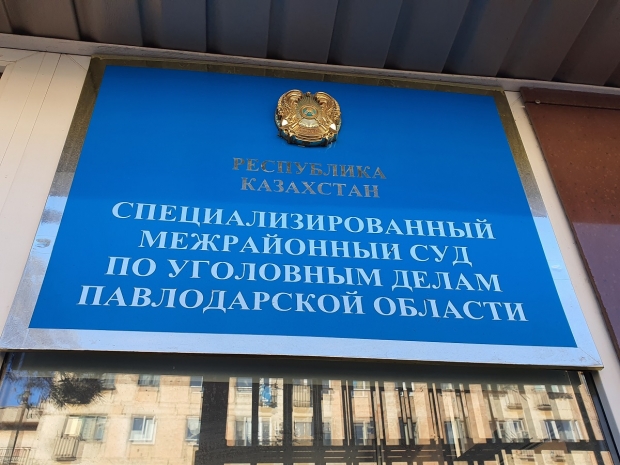 РЕСПУБЛИКА
КАЗАХСТАН
СПЕЦИАЛИЗИРОВАННЫЙ
МЕЖРАЙОННЫЙ СУД
ПО УГОЛОВНЫМ ДЕЛАМ
ПАВЛОДАРСКОЙ ОБЛАСТИ